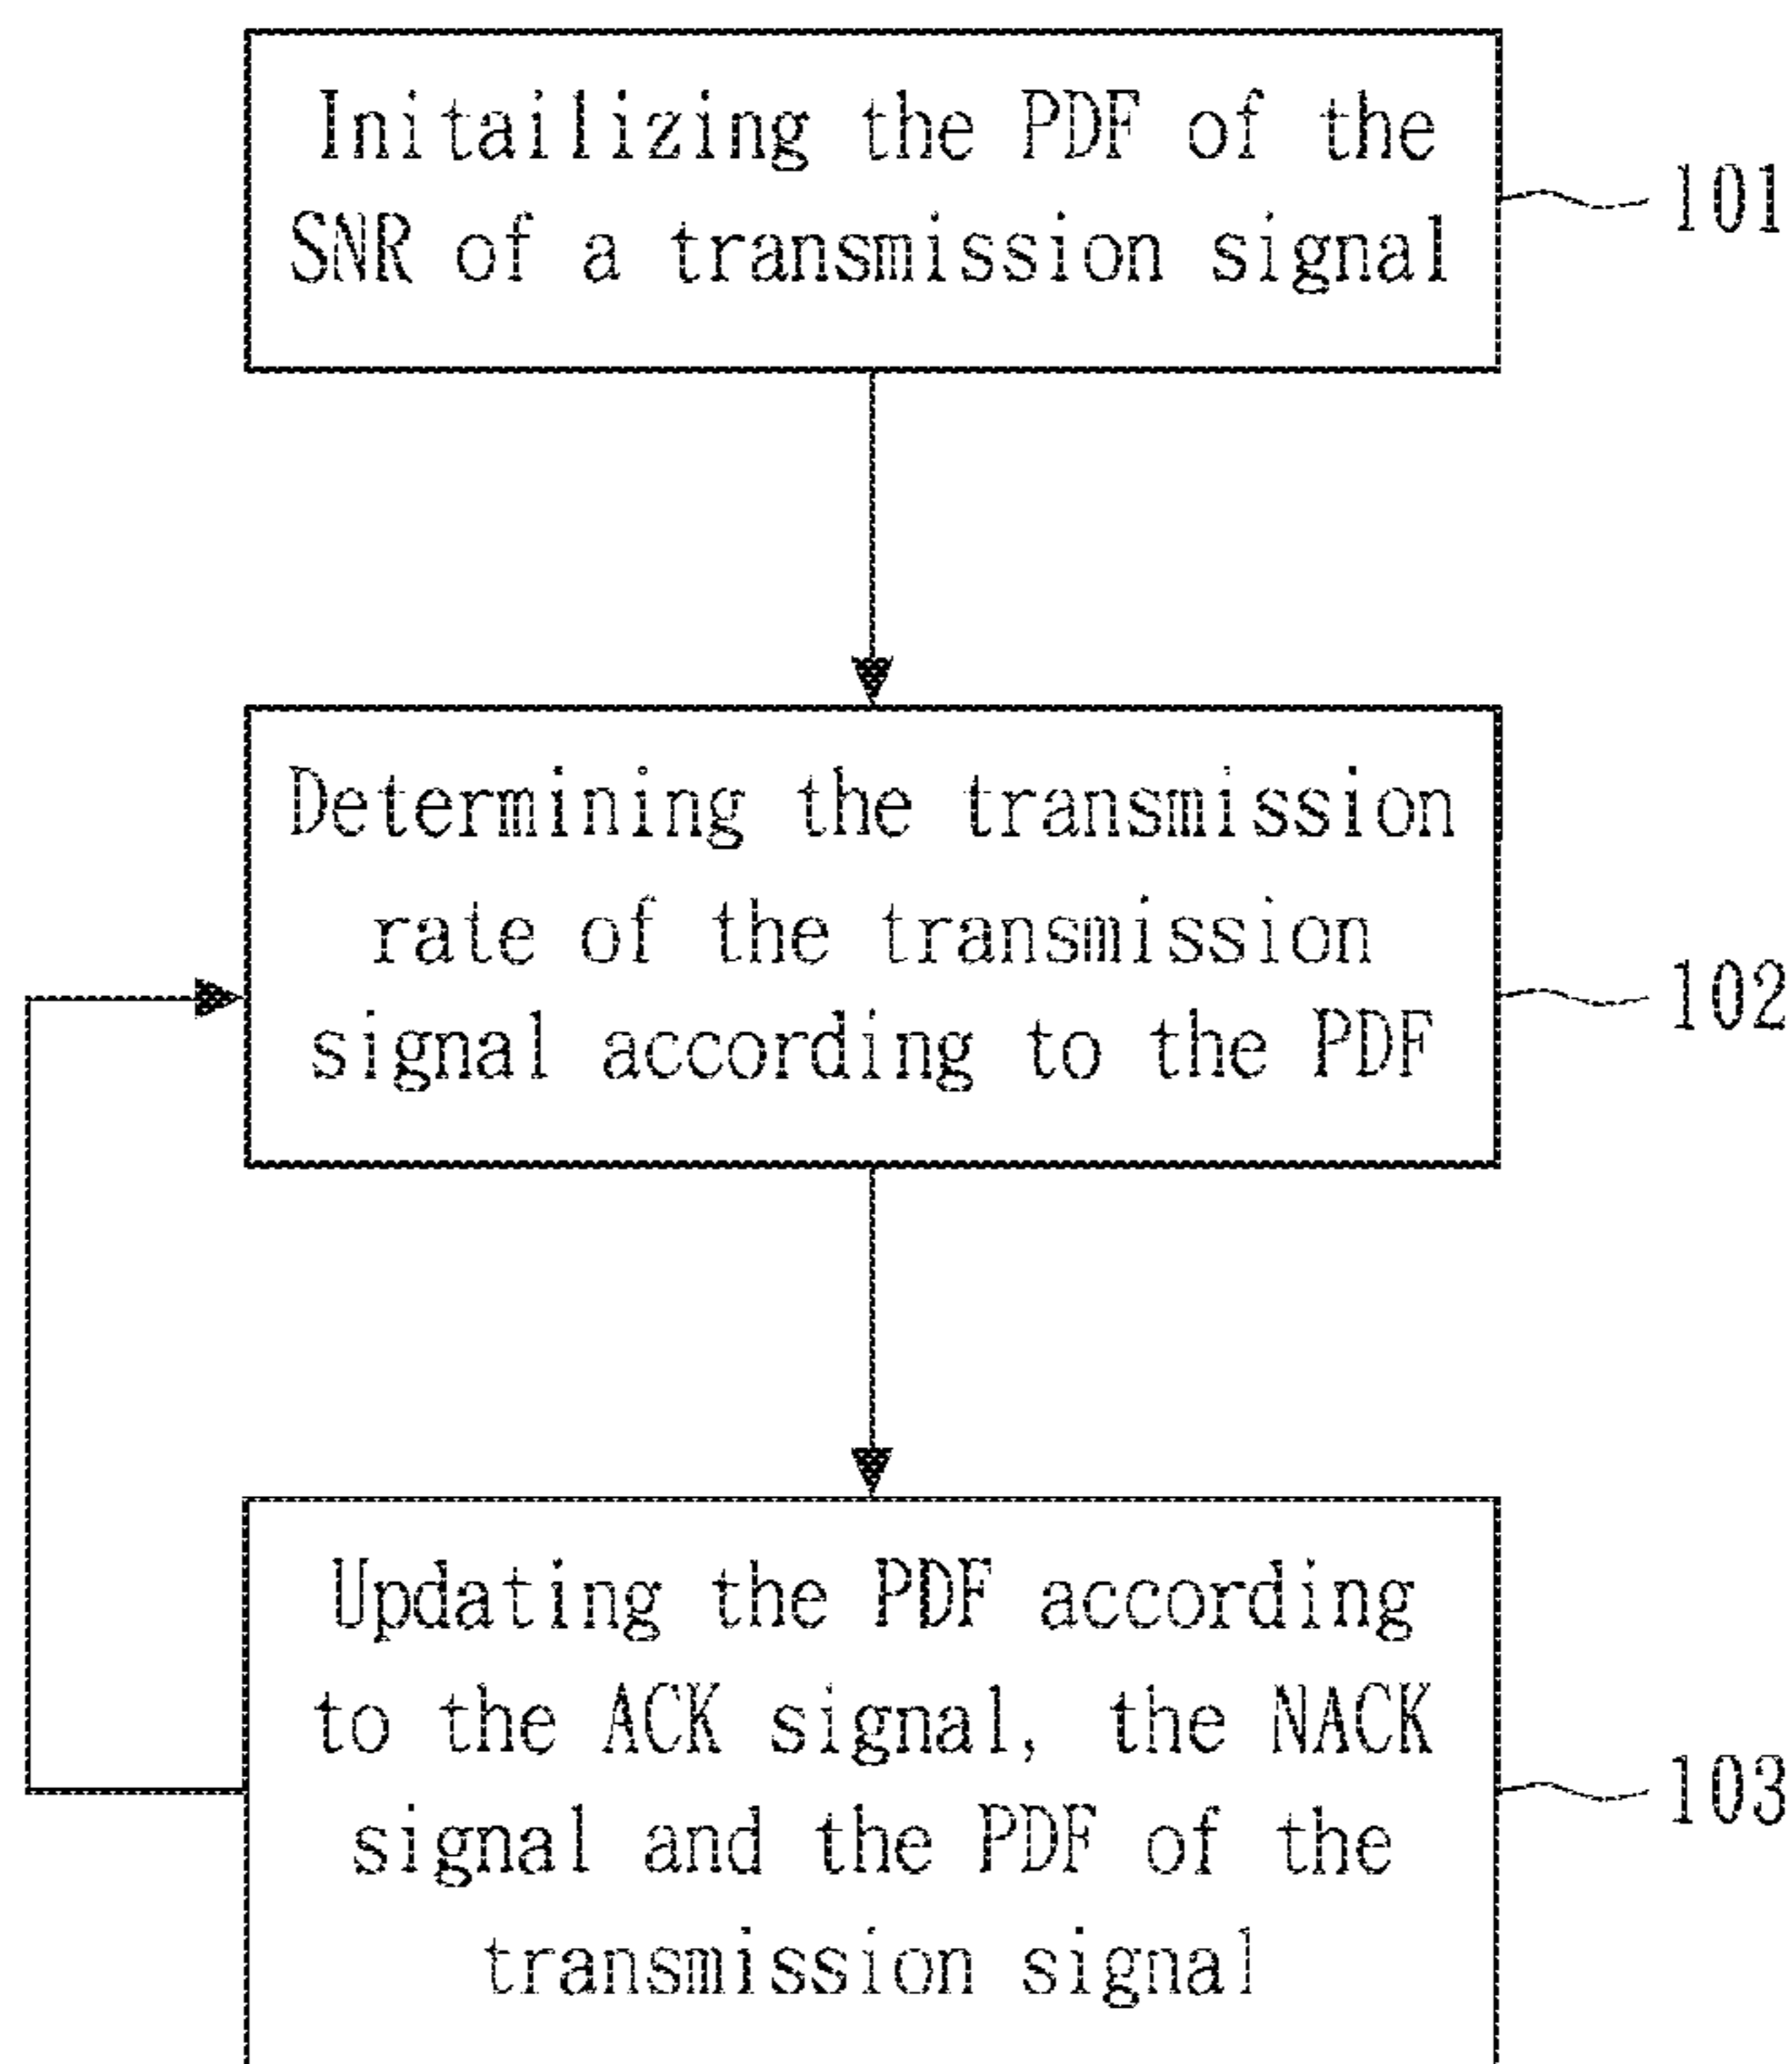 Initailizing the PDF of the
SNR of a transmission signal
101
Determining the transmission
rate of the transmission
signal according to the PDF
102
Updating the PDF according
to the ACK signal, the NACK
signal and the PDF of the
transmission signal
103